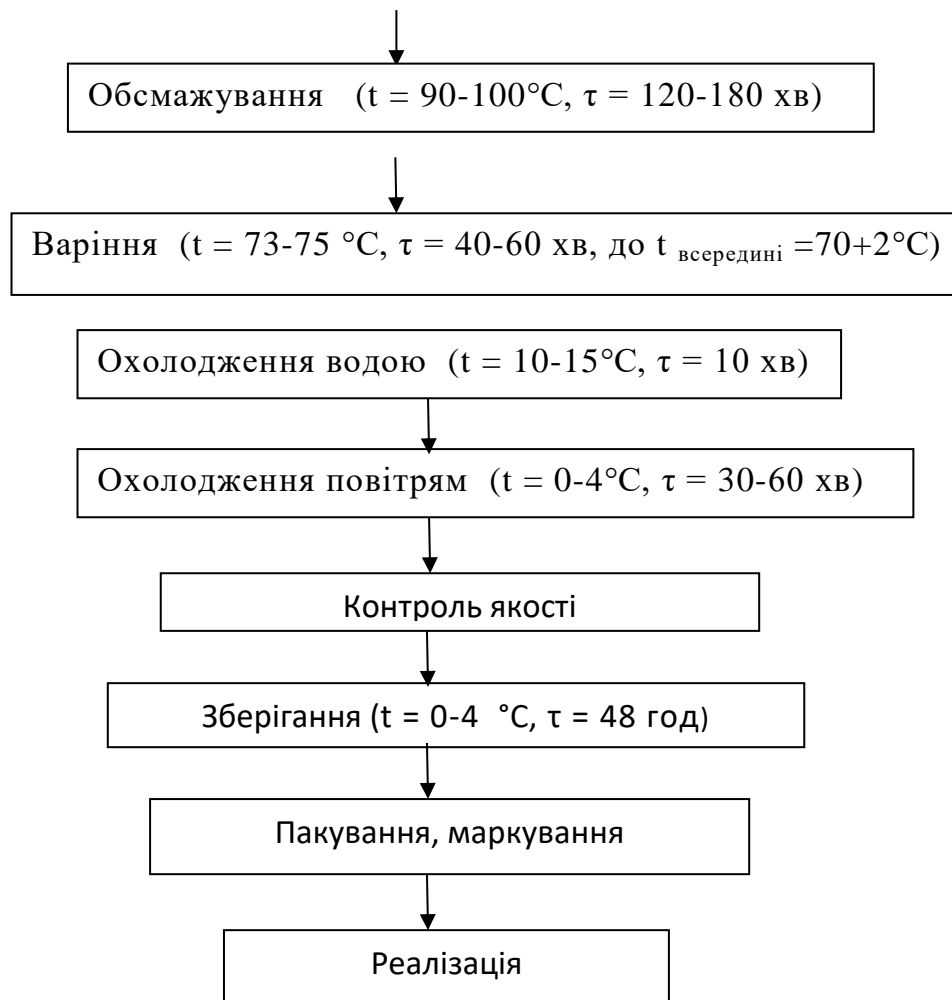 Обсмажування (t = 90-100°С, τ = 120-180 хв)
Варіння (t = 73-75 °С, τ = 40-60 хв, до t всередині =70+2°С)
Охолодження водою (t = 10-15°С, τ = 10 хв)
Охолодження повітрям (t = 0-4°С, τ = 30-60 хв)
Контроль якості
Зберігання (t = 0-4 °С, τ = 48 год)
Пакування, маркування
Реалізація